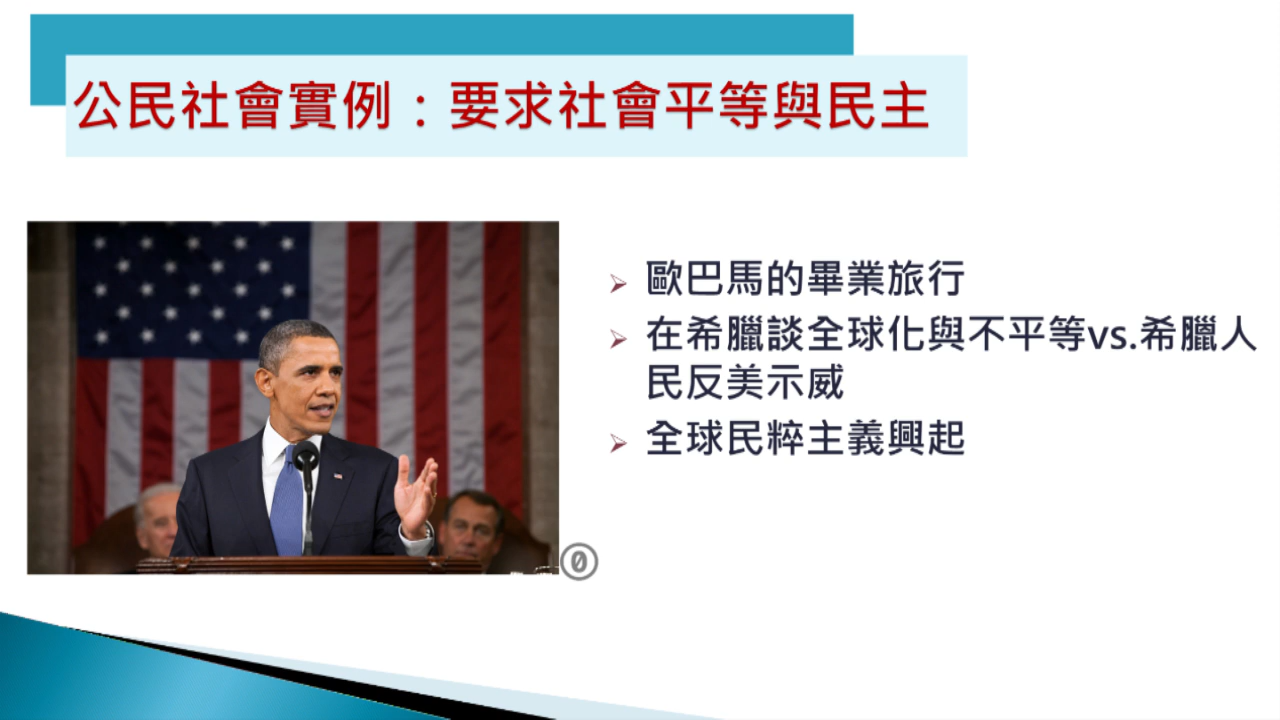 公民社會實例：要求社會平等與民主
歐巴馬的畢業旅行
在希臘談全球化與不平等vs.希臘人
民反美示威
全球民粹主義興起
0